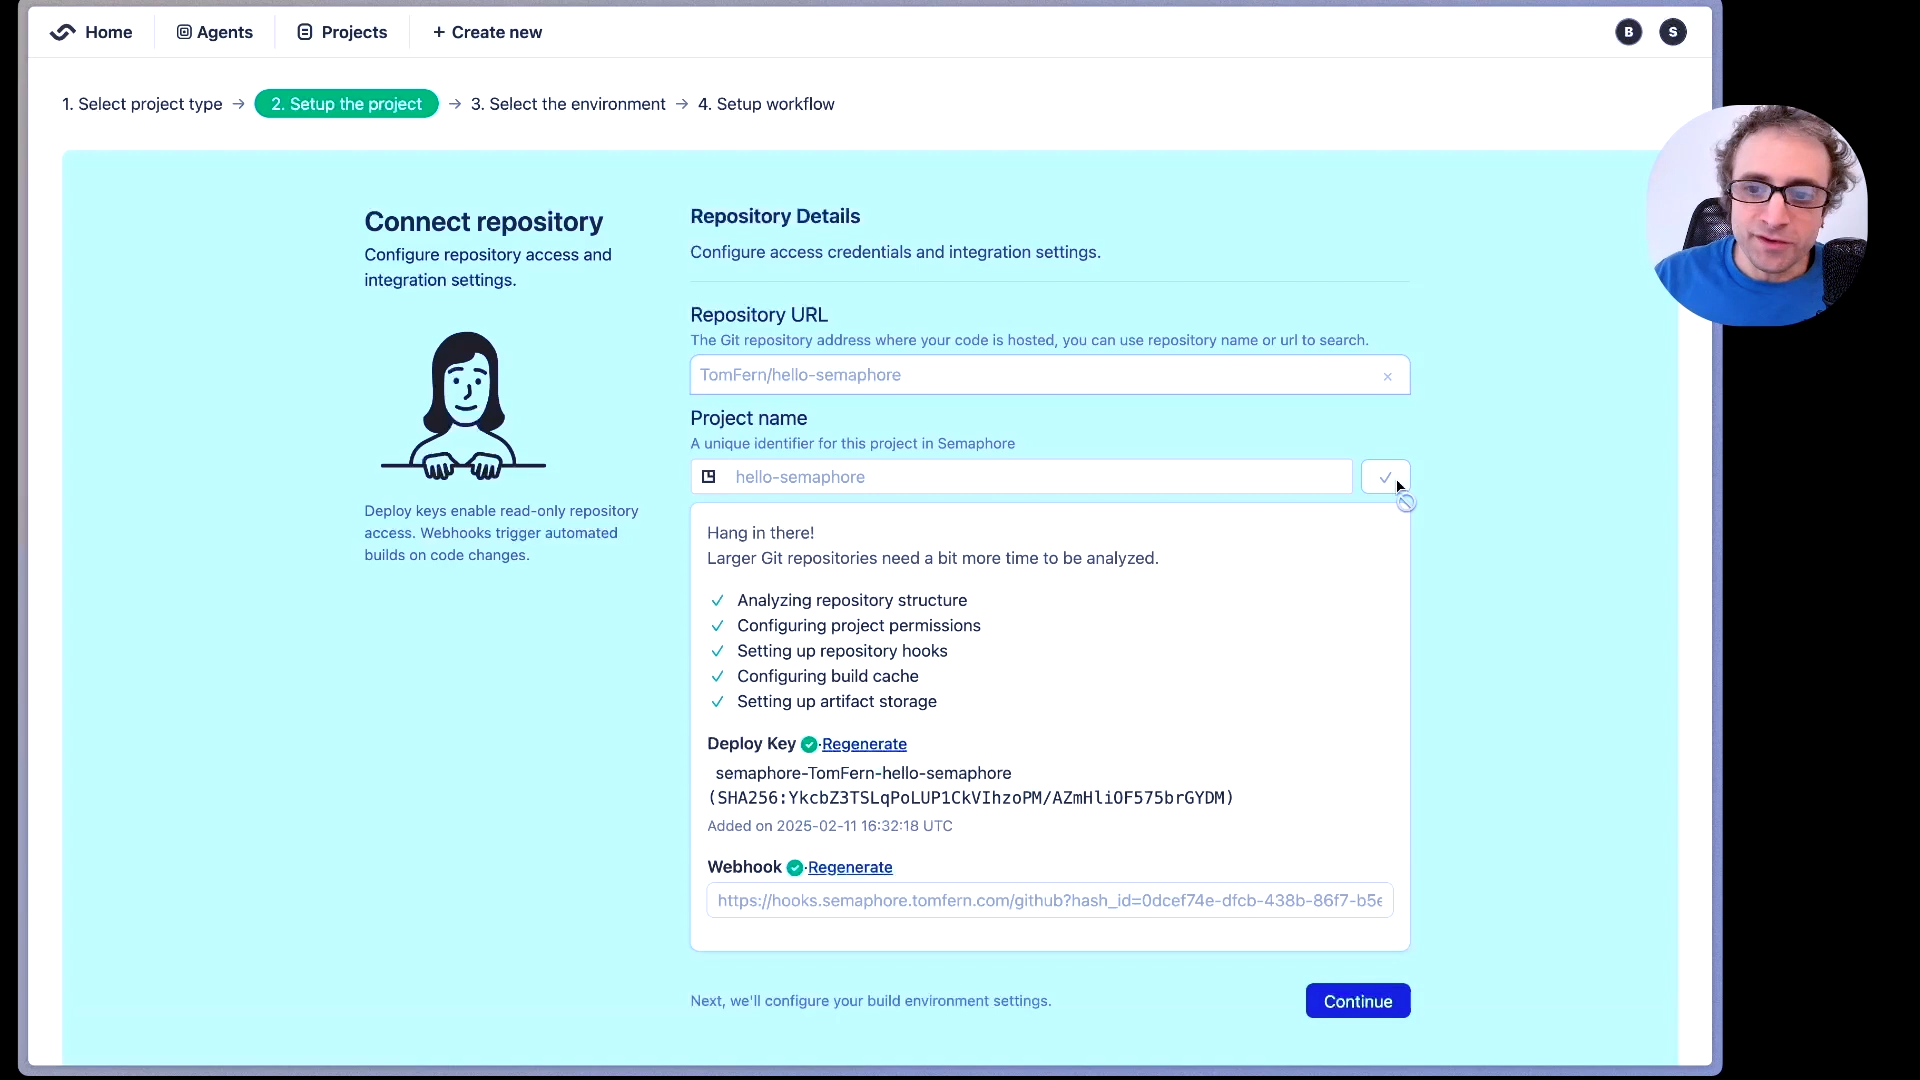 Home
Agents
Projects
+ Create new
B
S
1. Select project type → 2. Setup the project → 3. Select the environment → 4. Setup workflow
Connect repository
Configure repository access and
integration settings.
Deploy keys enable read-only repository
access. Webhooks trigger automated
builds on code changes.
Repository Details
Configure access credentials and integration settings.
Repository URL
The Git repository address where your code is hosted, you can use repository name or url to search.
TomFern/hello-semaphore
Project name
A unique identifier for this project in Semaphore
hello-semaphore
Hang in there!
Larger Git repositories need a bit more time to be analyzed.
Analyzing repository structure
Configuring project permissions
Setting up repository hooks
Configuring build cache
Setting up artifact storage
Deploy Key · Regenerate
semaphore-TomFern-hello-semaphore
(SHA256:YkcbZ3TSLqPoLUP1CkVIhzoPM/AZmHliOF575brGYDM)
Added on 2025-02-11 16:32:18 UTC
Webhook · Regenerate
https://hooks.semaphore.tomfern.com/github?hash_id=0dcef74e-dfcb-438b-86f7-b5e
Next, we'll configure your build environment settings.
Continue